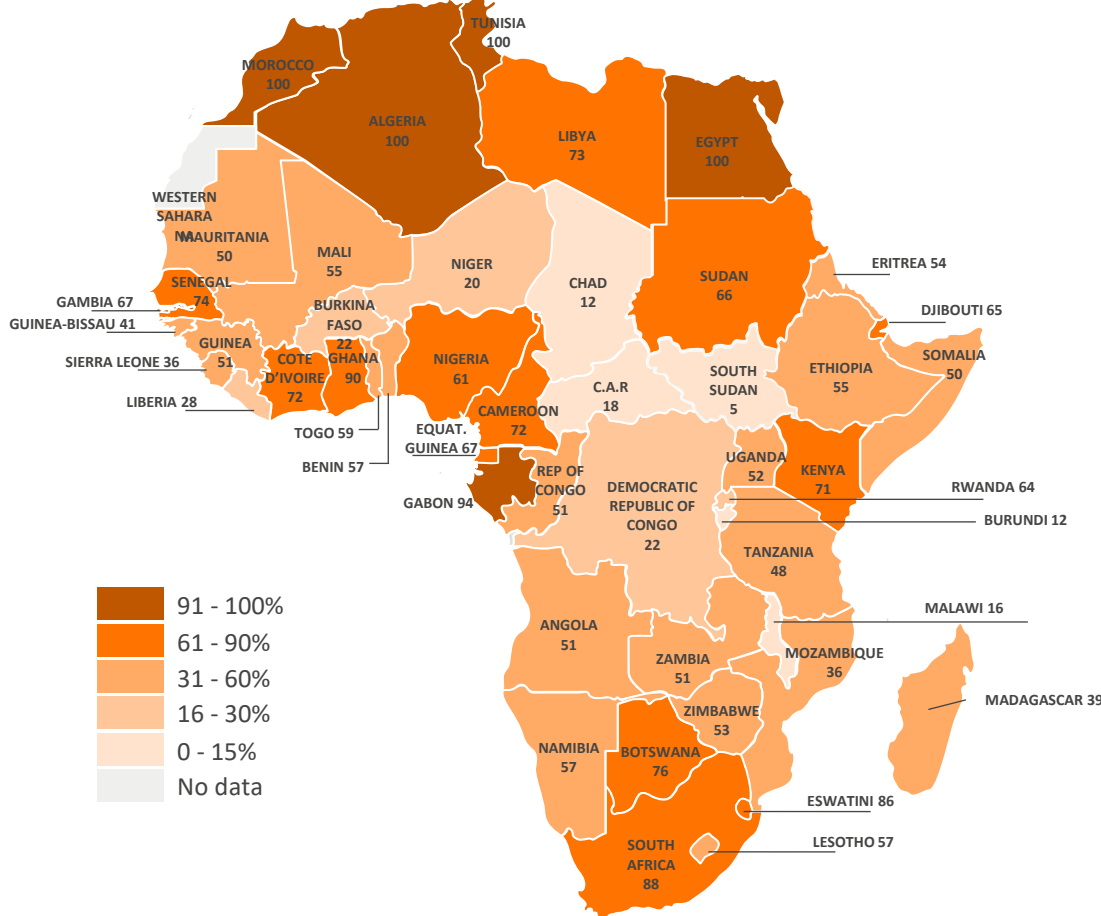 TUNISIA
100
MOROCCO
100
ALGERIA
100
LIBYA
73
EGYPT
100
WESTERN
SAHARA
NA
MAURITANIA
50
MALI
55
NIGER
20
CHAD
12
SUDAN
66
ERITREA 54
SENEGAL
74
GAMBIA 67
GUINEA-BISSAU 41
BURKINA
FASO
22
DJIBOUTI 65
GUINEA
51
SIERRA LEONE 36
COTE
D'IVOIRE
72
GHANA
90
NIGERIA
61
SOUTH
SUDAN
5
ETHIOPIA
55
SOMALIA
50
LIBERIA 28
TOGO 59
BENIN 57
CAMEROON
72
C.A.R
18
EQUAT.
GUINEA 67
GABON 94
REP OF
CONGO
51
DEMOCRATIC
REPUBLIC OF
CONGO
22
UGANDA
52
KENYA
71
RWANDA 64
BURUNDI 12
TANZANIA
48
MALAWI 16
ANGOLA
51
ZAMBIA
51
MOZAMBIQUE
36
MADAGASCAR 39
ZIMBABWE
53
NAMIBIA
57
BOTSWANA
76
ESWATINI 86
LESOTHO 57
SOUTH
AFRICA
88
91 - 100%
61 - 90%
31 - 60%
16 - 30%
0 - 15%
No data